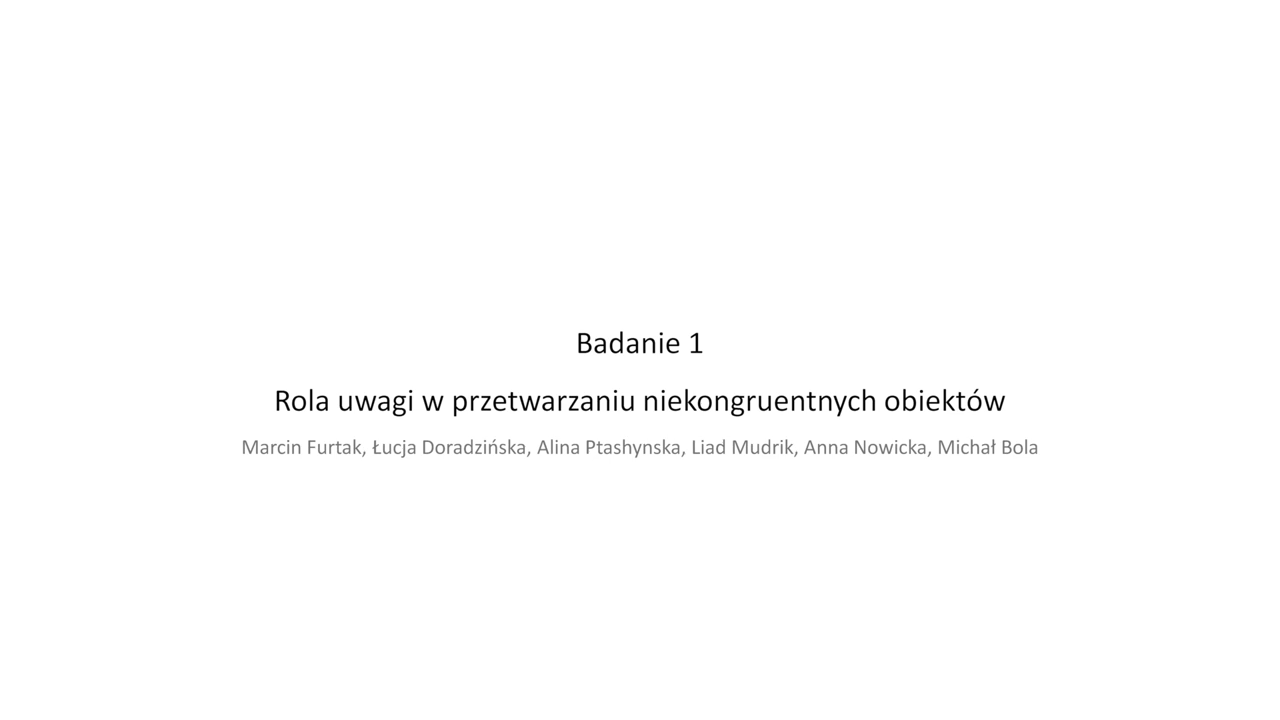 Badanie 1
Rola uwagi w przetwarzaniu niekongruentnych obiektów
Marcin Furtak, Łucja Doradzińska, Alina Ptashynska, Liad Mudrik, Anna Nowicka, Michał Bola